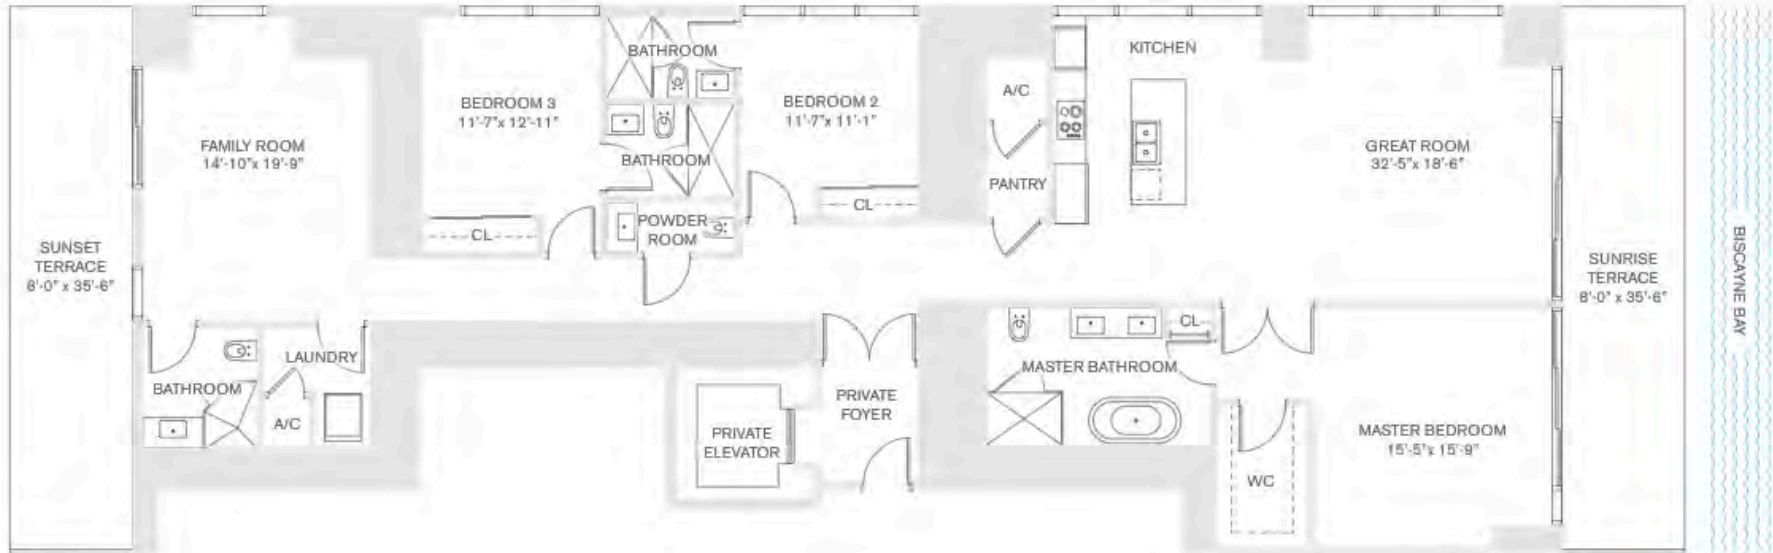 SUNSET
TERRACE
8'-0" x 35'-6"
FAMILY ROOM
14'-10"x 19'-9"
BATHROOM
LAUNDRY
A/C
BEDROOM 3
11'-7"x 12'-11"
CL
BATHROOM
BATHROOM
POWDER
ROOM
BEDROOM 2
11'-7"x 11'-1"
CL
PRIVATE
ELEVATOR
PRIVATE
FOYER
A/C
PANTRY
KITCHEN
GREAT ROOM
32'-5"x 18'-6"
MASTER BATHROOM
CL
WC
MASTER BEDROOM
15'-5"x 15'-9"
SUNRISE
TERRACE
8'-0" x 35'-6"
BISCAYNE BAY